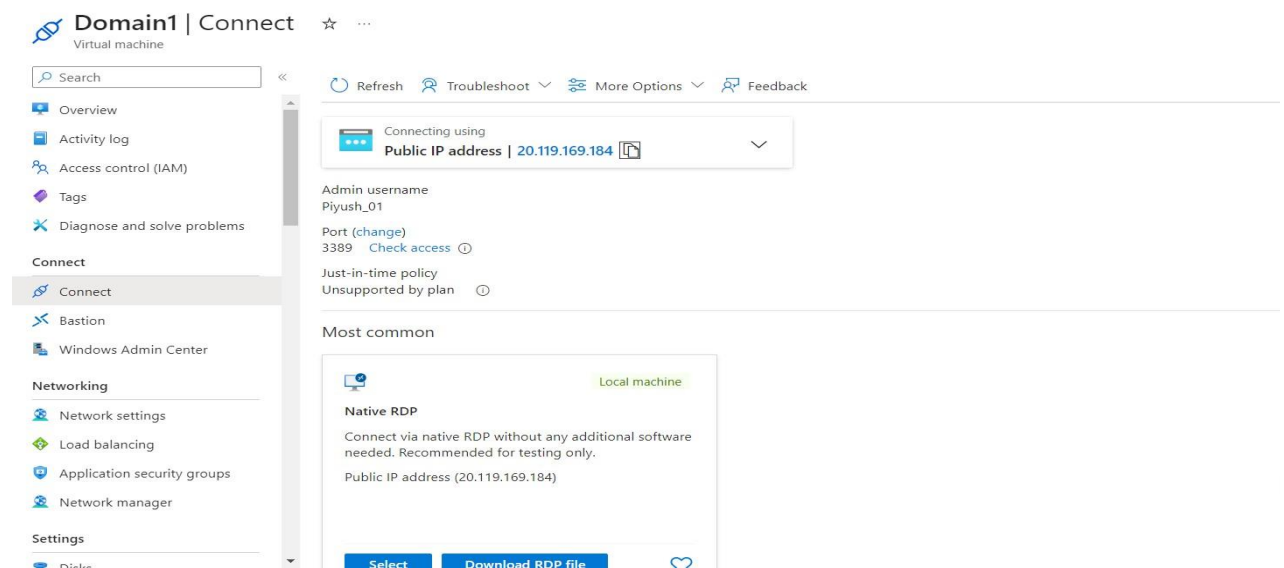 Domain1 | Connect
Virtual machine
Search
Overview
Activity log
Access control (IAM)
Tags
Diagnose and solve problems
Connect
Connect
Bastion
Windows Admin Center
Networking
Network settings
Load balancing
Application security groups
Network manager
Settings
Disks
Refresh Troubleshoot More Options Feedback
Connecting using
Public IP address | 20.119.169.184
Admin username
Piyush_01
Port (change)
3389 Check access
Just-in-time policy
Unsupported by plan
Most common
Local machine
Native RDP
Connect via native RDP without any additional software
needed. Recommended for testing only.
Public IP address (20.119.169.184)
Select Download RDP file